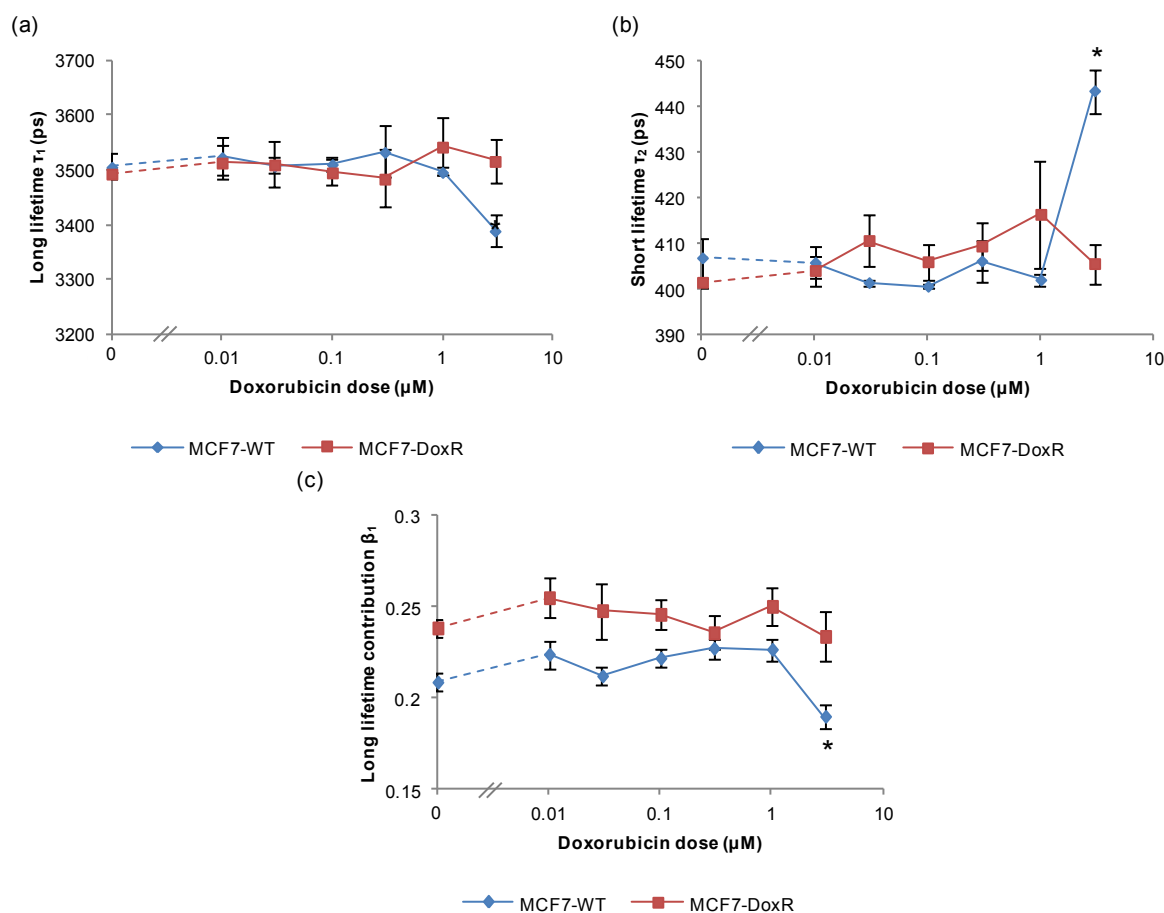 (a)
3700
3600
3500
3400
3300
3200
Long lifetime τ1 (ps)
*
0
0.01
0.1
1
10
Doxorubicin dose (µM)
MCF7-WT
MCF7-DoxR
(b)
450
440
430
420
410
400
390
Short lifetime τ2 (ps)
*
0
0.01
0.1
1
10
Doxorubicin dose (µM)
MCF7-WT
MCF7-DoxR
(c)
0.3
0.25
0.2
0.15
Long lifetime contribution β1
*
0
0.01
0.1
1
10
Doxorubicin dose (µM)
MCF7-WT
MCF7-DoxR